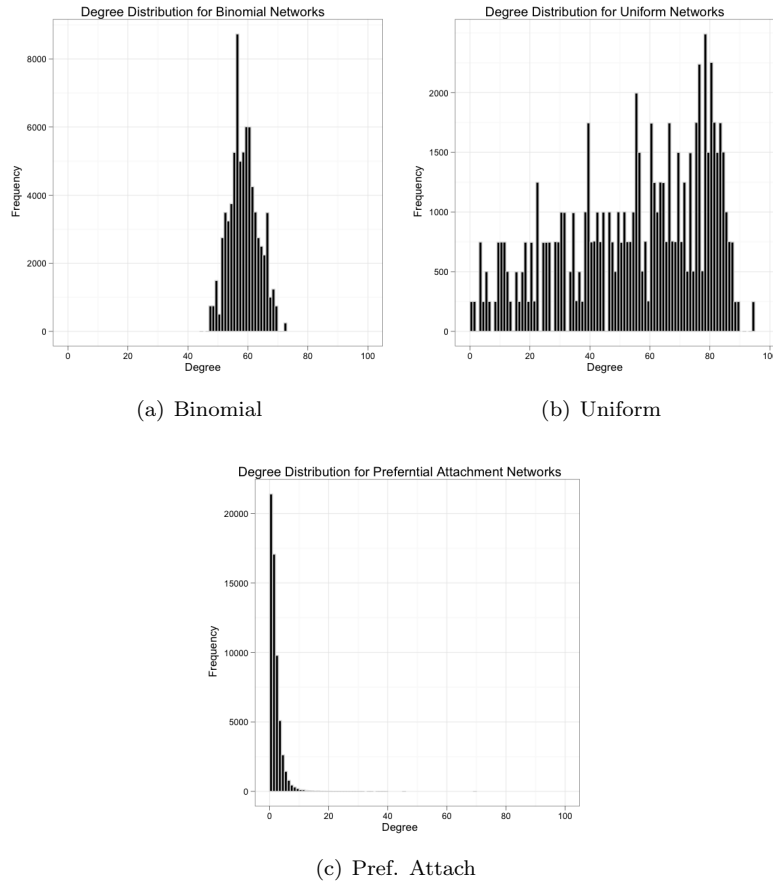 Degree Distribution for Binomial Networks
Frequency
8000
6000
4000
2000
0
0 20 40 60 80 100
Degree
(a) Binomial
Degree Distribution for Uniform Networks
Frequency
2000
1500
1000
500
0
0 20 40 60 80 10
Degree
(b) Uniform
Degree Distribution for Preferntial Attachment Networks
Frequency
20000
15000
10000
5000
0
0 20 40 60 80 100
Degree
(c) Pref. Attach